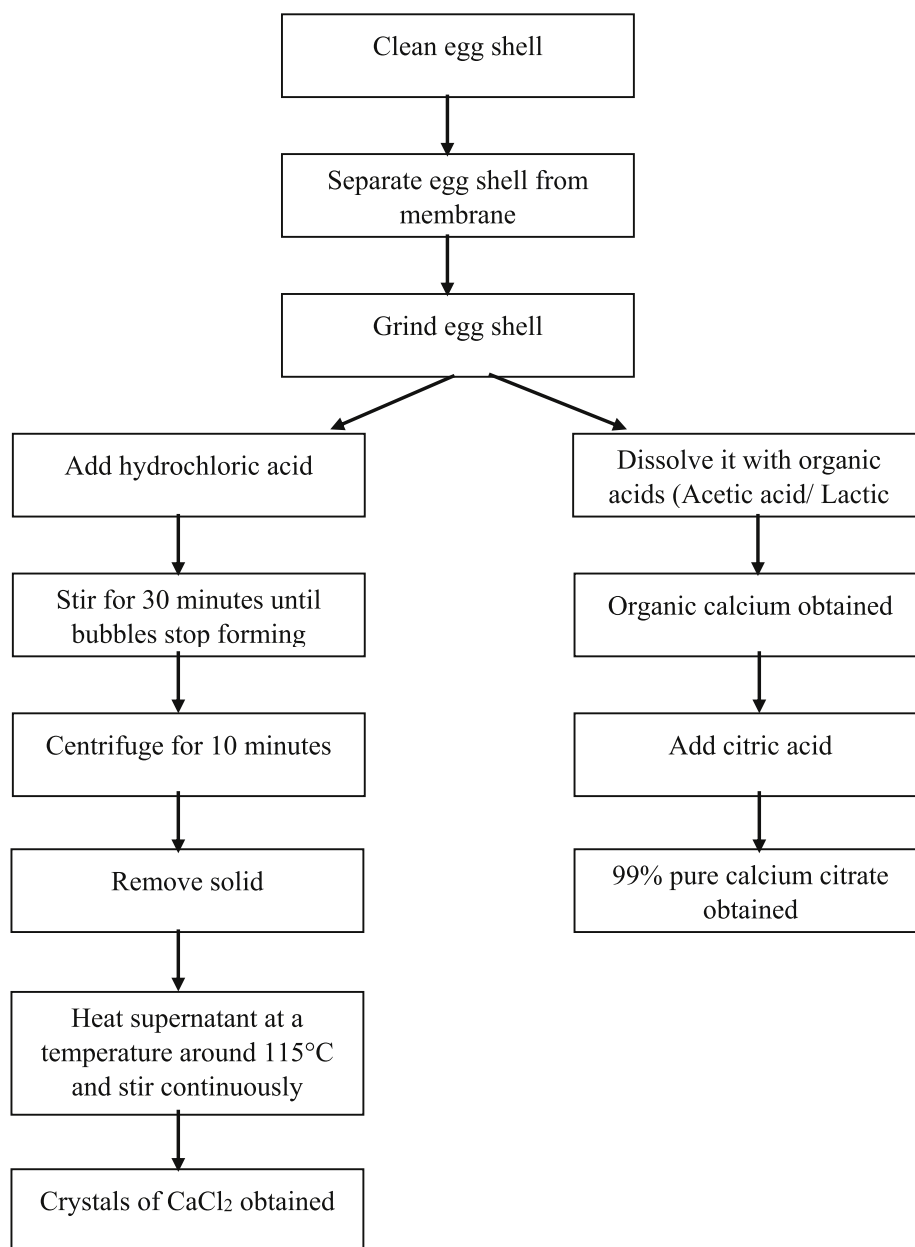 Clean egg shell
Separate egg shell from
membrane
Grind egg shell
Add hydrochloric acid
Stir for 30 minutes until
bubbles stop forming
Centrifuge for 10 minutes
Remove solid
Heat supernatant at a
temperature around 115°C
and stir continuously
Crystals of CaCl₂ obtained
Dissolve it with organic
acids (Acetic acid/ Lactic
Organic calcium obtained
Add citric acid
99% pure calcium citrate
obtained